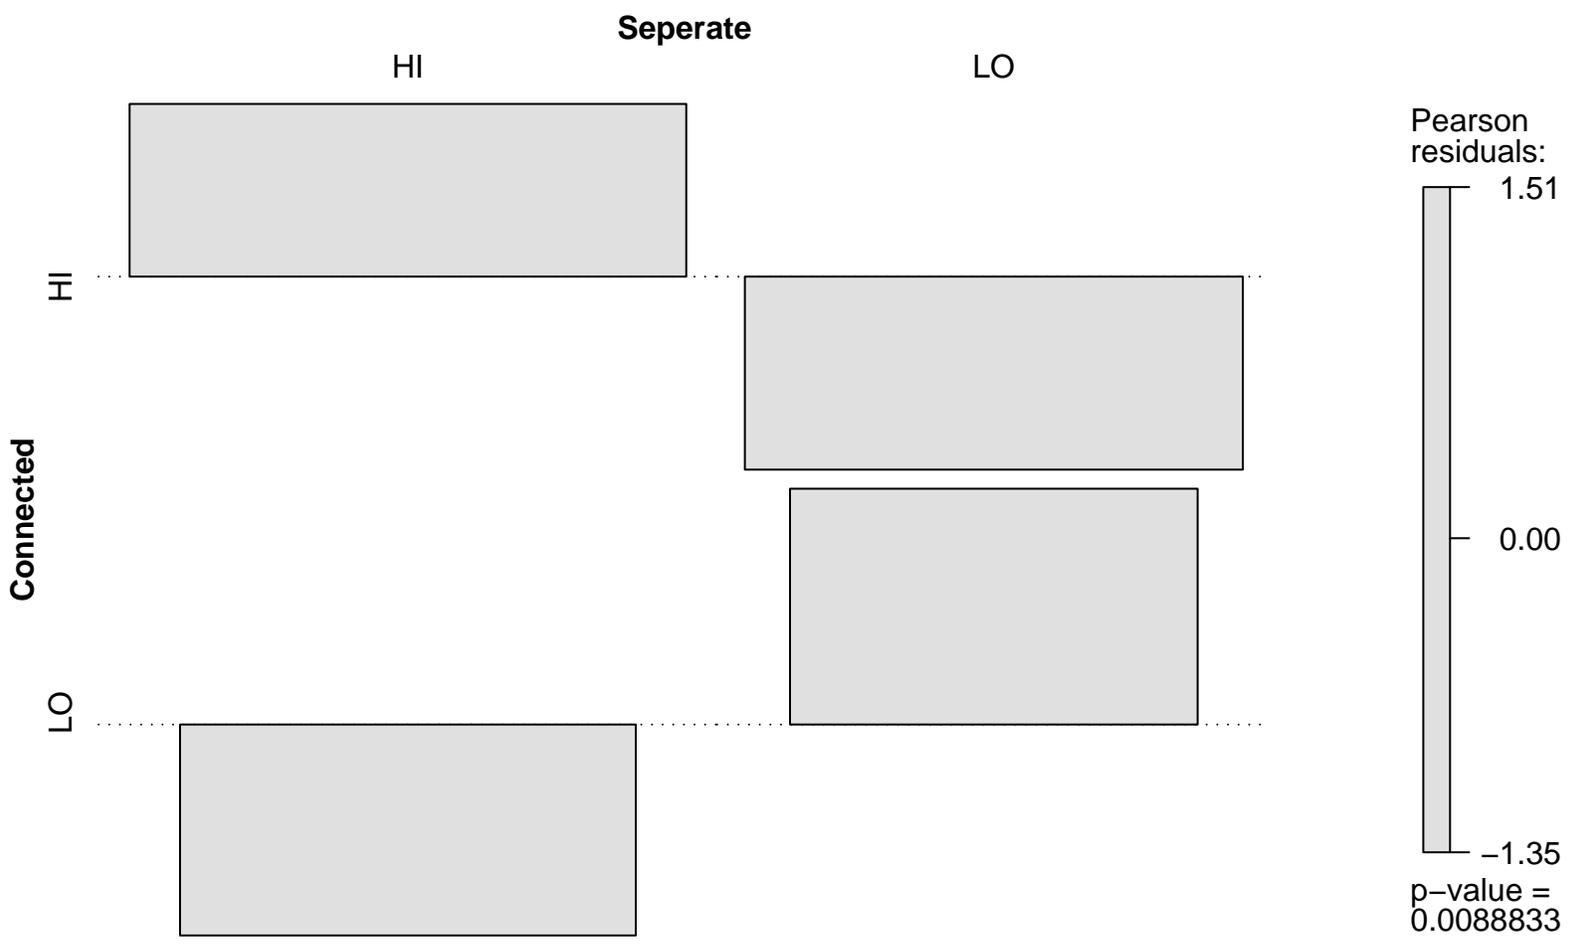 Seperate
HI
LO
Connected
HI
LO
Pearson
residuals:
1.51
0.00
−1.35
p−value =
0.0088833